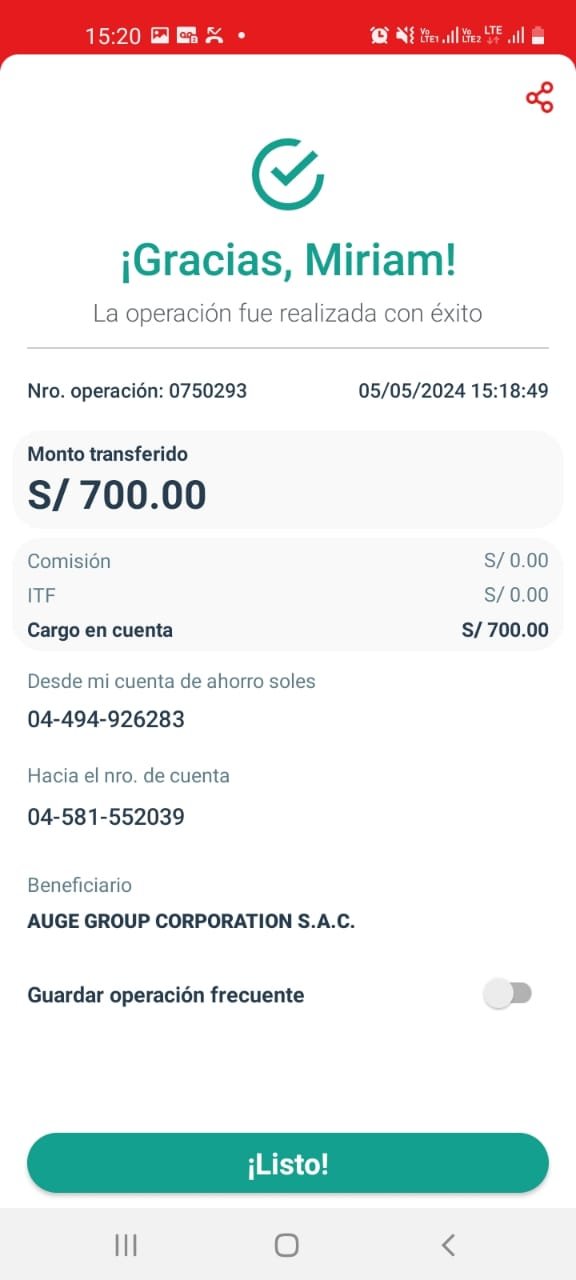 15:20
LTE
Vo LTE1 Vo LTE2
¡Gracias, Miriam!
La operación fue realizada con éxito
Nro. operación: 0750293 05/05/2024 15:18:49
Monto transferido
S/ 700.00
Comisión S/ 0.00
ITF S/ 0.00
Cargo en cuenta S/ 700.00
Desde mi cuenta de ahorro soles
04-494-926283
Hacia el nro. de cuenta
04-581-552039
Beneficiario
AUGE GROUP CORPORATION S.A.C.
Guardar operación frecuente
¡Listo!